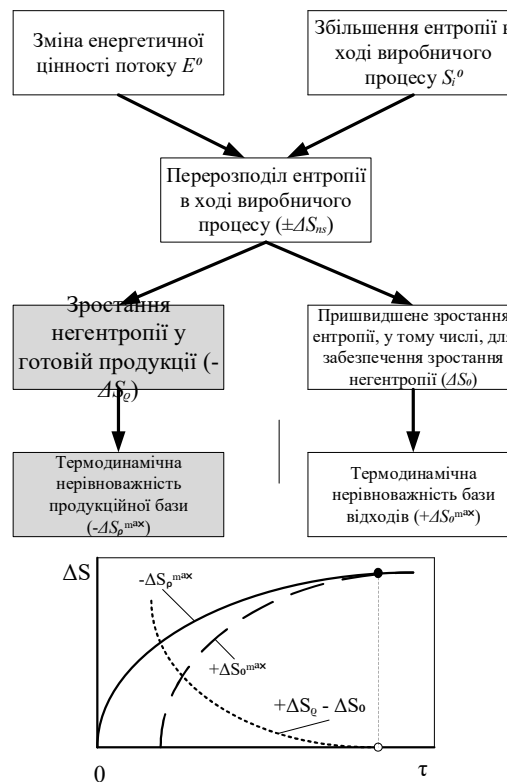 Зміна енергетичної
цінності потоку E⁰
Збільшення ентропії в
ході виробничого
процесу Sᵢ⁰
Перерозподіл ентропії
в ході виробничого
процесу (±ΔSₙₛ)
Зростання
негентропії у
готовій продукції (-
ΔSϱ)
Пришвидшене зростання
ентропії, у тому числі, для
забезпечення зростання
негентропії (ΔS₀)
Термодинамічна
нерівноважність
продукційної бази
(-ΔSρᵐᵃˣ)
Термодинамічна
нерівноважність бази
відходів (+ΔS₀ᵐᵃˣ)
ΔS
-ΔSρᵐᵃˣ
+ΔS₀ᵐᵃˣ
+ΔSϱ - ΔS₀
0
τ